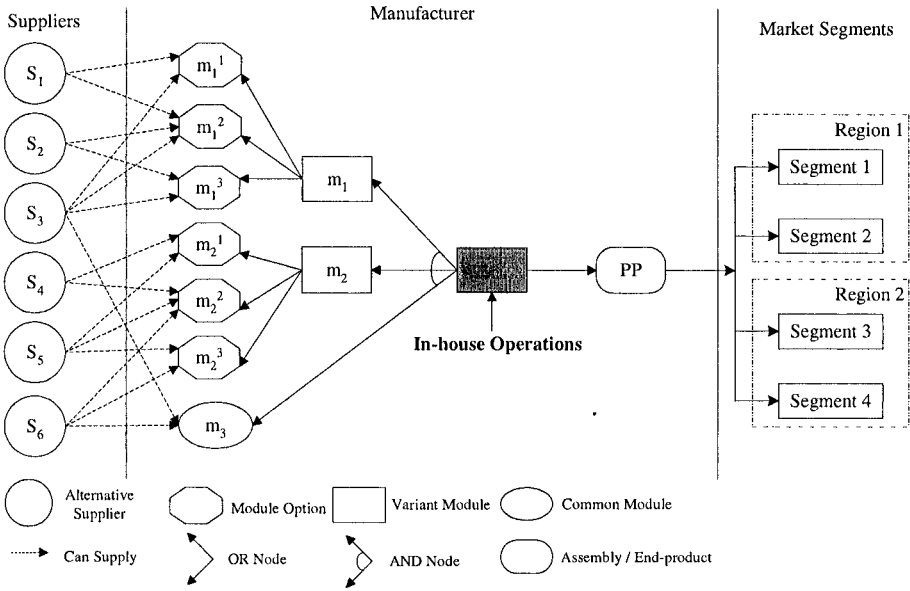 Suppliers
Manufacturer
Market Segments
S1
S2
S3
S4
S5
S6
m1^1
m1^2
m1^3
m2^1
m2^2
m2^3
m3
m1
m2
In-house Operations
PP
Region 1
Segment 1
Segment 2
Region 2
Segment 3
Segment 4
Alternative
Supplier
Module Option
Variant Module
Common Module
Can Supply
OR Node
AND Node
Assembly / End-product